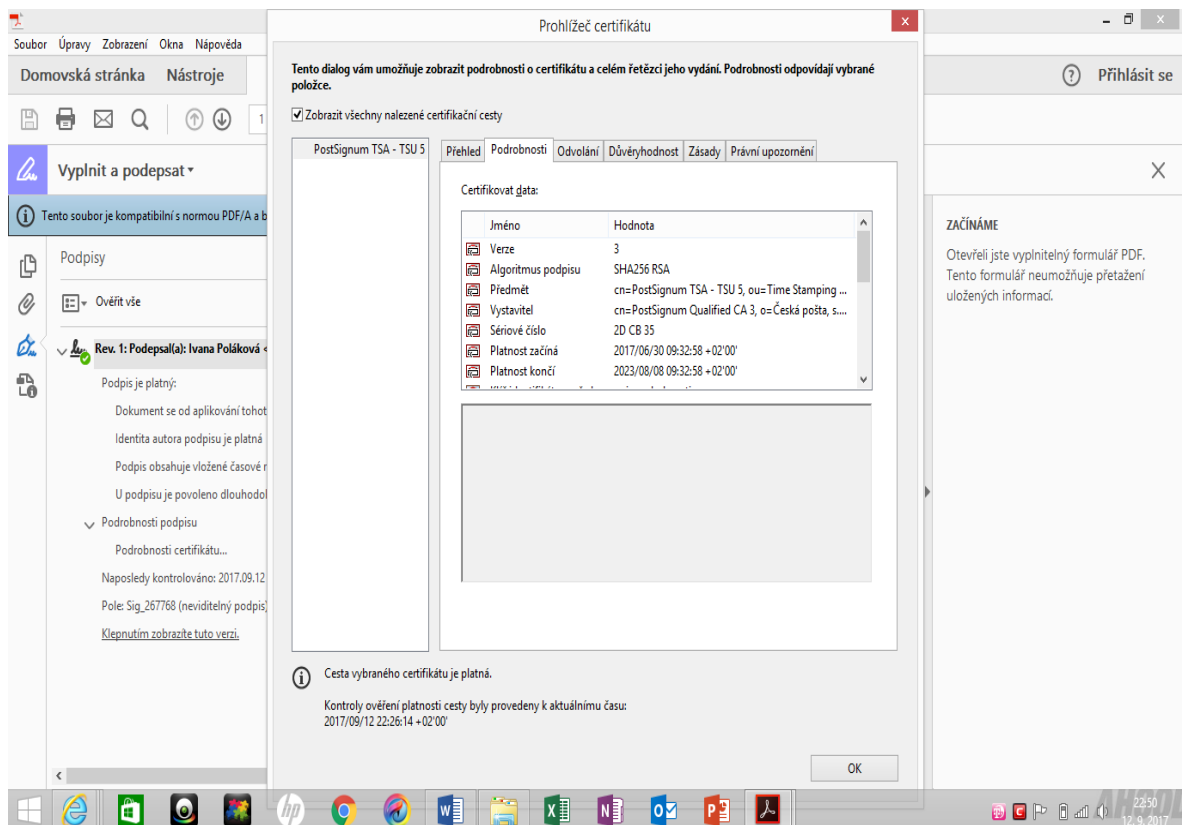 Prohlížeč certifikátu
Soubor Úpravy Zobrazení Okna Nápověda
Domovská stránka Nástroje
Přihlásit se
1
Vyplnit a podepsat
Tento soubor je kompatibilní s normou PDF/A a b
Podpisy
Ověřit vše
Rev. 1: Podepsal(a): Ivana Poláková <
Podpis je platný:
Dokument se od aplikování tohot
Identita autora podpisu je platná
Podpis obsahuje vložené časové r
U podpisu je povoleno dlouhodol
Podrobnosti podpisu
Podrobnosti certifikátu...
Naposledy kontrolováno: 2017.09.12
Pole: Sig_267768 (neviditelný podpis)
Klepnutím zobrazíte tuto verzi.
Tento dialog vám umožňuje zobrazit podrobnosti o certifikátu a celém řetězci jeho vydání. Podrobnosti odpovídají vybrané
položce.
Zobrazit všechny nalezené certifikační cesty
PostSignum TSA - TSU 5
Přehled Podrobnosti Odvolání Důvěryhodnost Zásady Právní upozornění
Certifikovat data:
Jméno Hodnota
Verze 3
Algoritmus podpisu SHA256 RSA
Předmět cn=PostSignum TSA - TSU 5, ou=Time Stamping ...
Vystavitel cn=PostSignum Qualified CA 3, o=Česká pošta, s....
Sériové číslo 2D CB 35
Platnost začíná 2017/06/30 09:32:58 +02'00'
Platnost končí 2023/08/08 09:32:58 +02'00'
Cesta vybraného certifikátu je platná.
Kontroly ověření platnosti cesty byly provedeny k aktuálnímu času:
2017/09/12 22:26:14 +02'00'
OK
ZAČÍNÁME
Otevřeli jste vyplnitelný formulář PDF.
Tento formulář neumožňuje přetažení
uložených informací.
22:50
12. 9. 2017